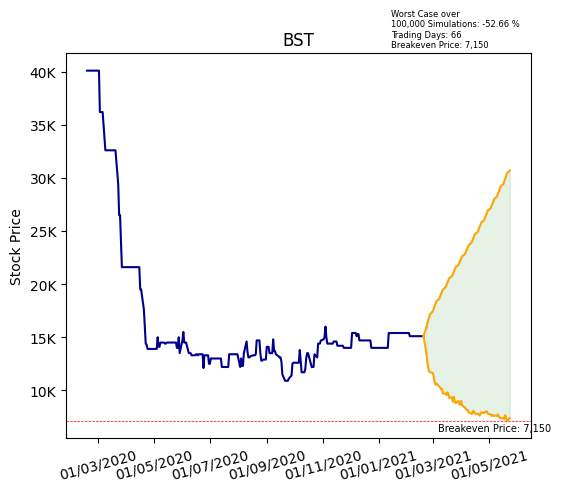 Worst Case over
100,000 Simulations: -52.66 %
Trading Days: 66
Breakeven Price: 7,150
BST
Stock Price
40K
35K
30K
25K
20K
15K
10K
Breakeven Price: 7,150
01/03/2020 01/05/2020 01/07/2020 01/09/2020 01/11/2020 01/01/2021 01/03/2021 01/05/2021